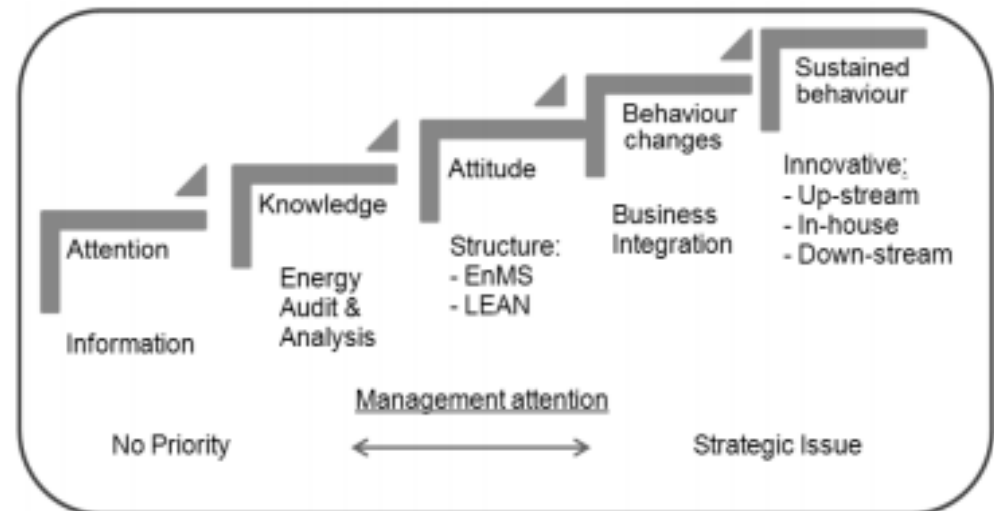 Attention
Information
Knowledge
Energy
Audit &
Analysis
Attitude
Structure:
- EnMS
- LEAN
Behaviour
changes
Business
Integration
Sustained
behaviour
Innovative:
- Up-stream
- In-house
- Down-stream
Management attention
No Priority
Strategic Issue